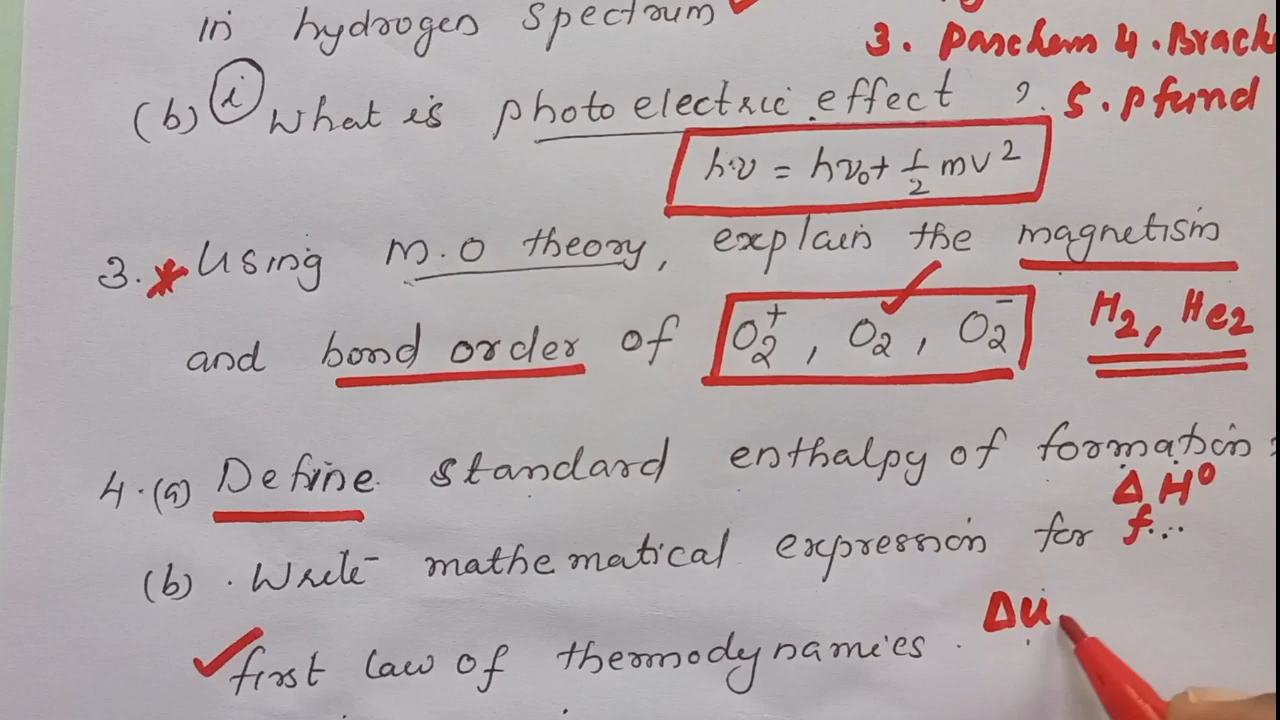 in hydrogen spectrum
3. Paschem 4. Brack
(b) (i) What is photo electric effect ?. 5. pfund
hν = hν₀ + 1/2 mv²
3. * Using M.O theory, explain the magnetism
and bond order of O₂⁺, O₂, O₂⁻ H₂, He₂
4. (a) Define standard enthalpy of formation :
ΔH⁰f...
(b). Write mathematical expression for
ΔU
first law of thermodynamics.